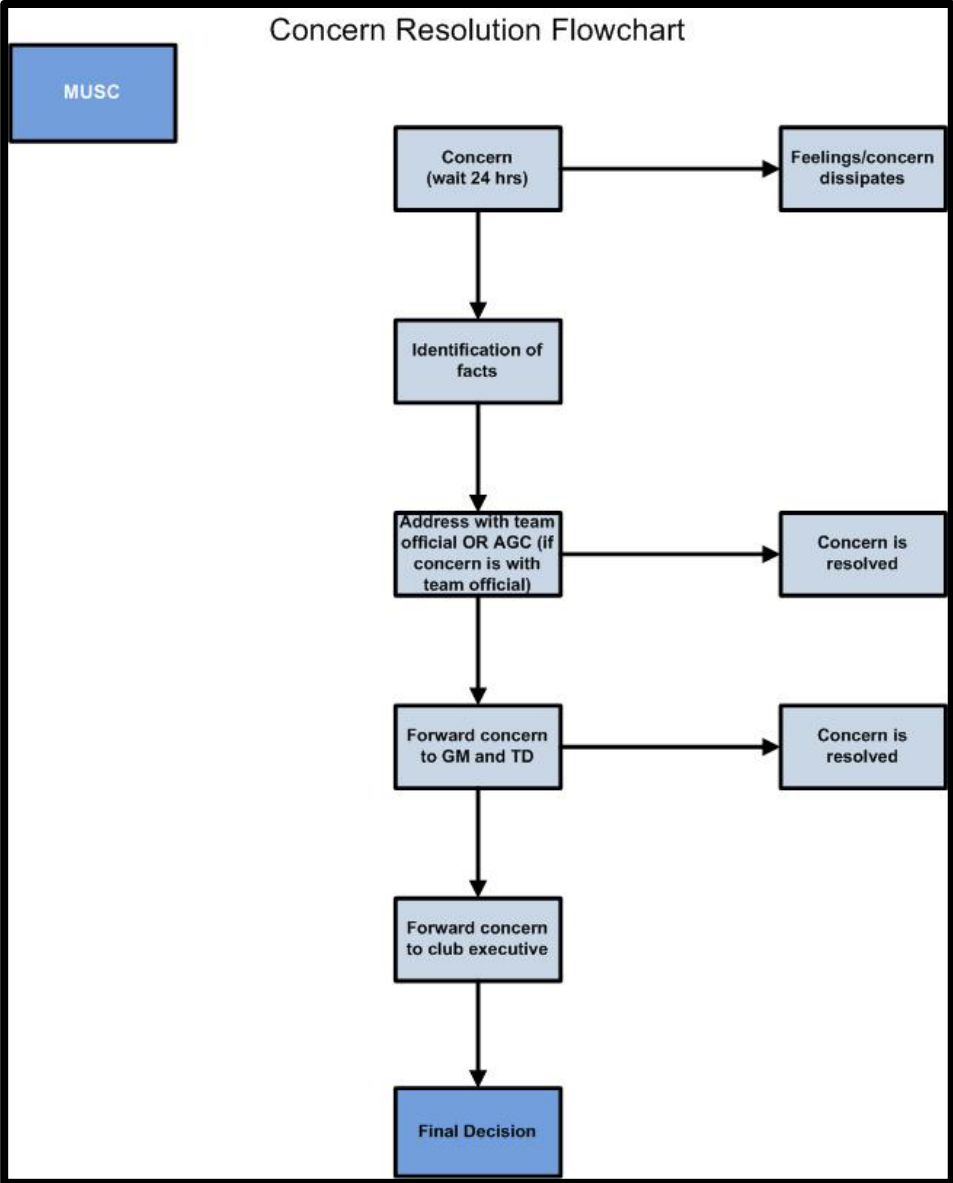 Concern Resolution Flowchart
MUSC
Concern
(wait 24 hrs)
Feelings/concern
dissipates
Identification of
facts
Address with team
official OR AGC (if
concern is with
team official)
Concern is
resolved
Forward concern
to GM and TD
Concern is
resolved
Forward concern
to club executive
Final Decision